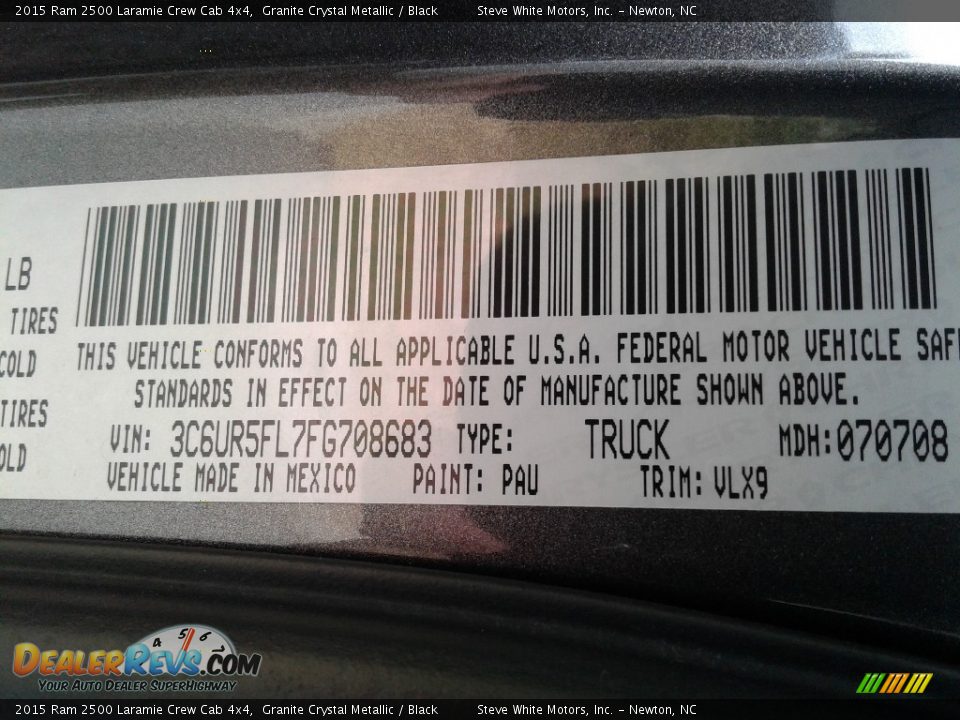 2015 Ram 2500 Laramie Crew Cab 4x4, Granite Crystal Metallic / Black Steve White Motors, Inc. - Newton, NC
LB
TIRES
COLD
TIRES
OLD
THIS VEHICLE CONFORMS TO ALL APPLICABLE U.S.A. FEDERAL MOTOR VEHICLE SAF
STANDARDS IN EFFECT ON THE DATE OF MANUFACTURE SHOWN ABOVE.
VIN: 3C6UR5FL7FG708683 TYPE: TRUCK MDH:070708
VEHICLE MADE IN MEXICO PAINT: PAU TRIM: VLX9
4 5 6
DealerRevs.com
Your Auto Dealer SuperHighway
2015 Ram 2500 Laramie Crew Cab 4x4, Granite Crystal Metallic / Black Steve White Motors, Inc. - Newton, NC